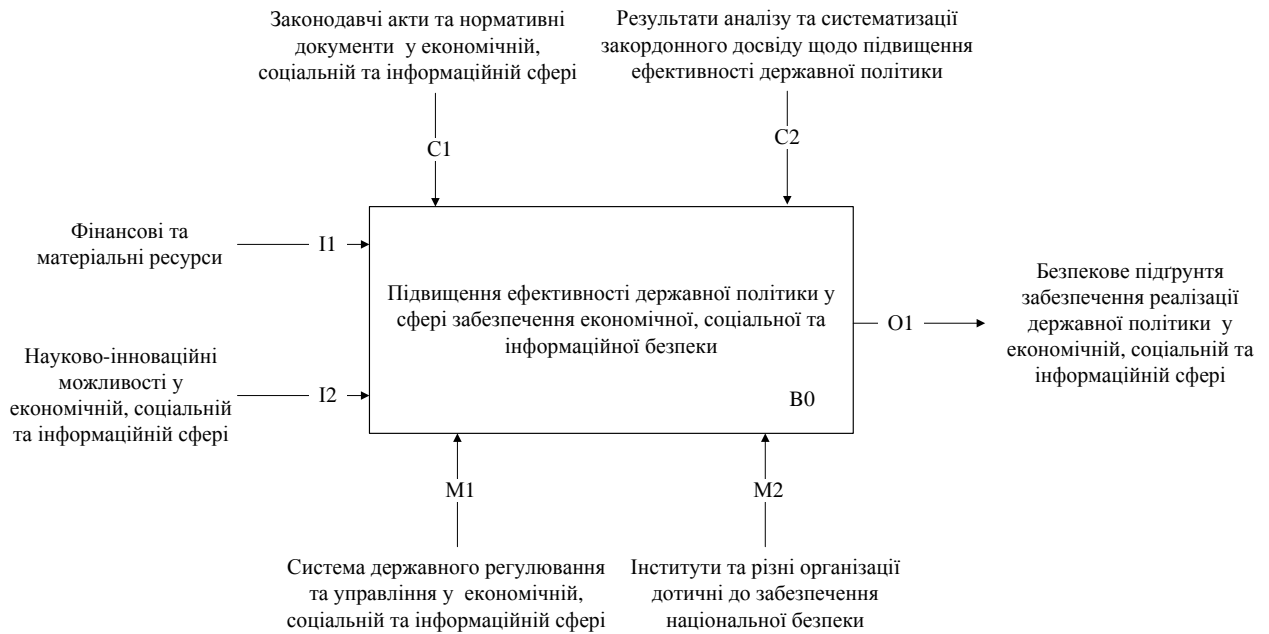 Законодавчі акти та нормативні
документи у економічній,
соціальній та інформаційній сфері
Результати аналізу та систематизації
закордонного досвіду щодо підвищення
ефективності державної політики
C1
C2
Фінансові та
матеріальні ресурси
I1
Підвищення ефективності державної політики у
сфері забезпечення економічної, соціальної та
інформаційної безпеки
B0
O1
Безпекове підґрунтя
забезпечення реалізації
державної політики у
економічній, соціальній та
інформаційній сфері
Науково-інноваційні
можливості у
економічній, соціальній
та інформаційній сфері
I2
M1
M2
Система державного регулювання
та управління у економічній,
соціальній та інформаційній сфері
Інститути та різні організації
дотичні до забезпечення
національної безпеки